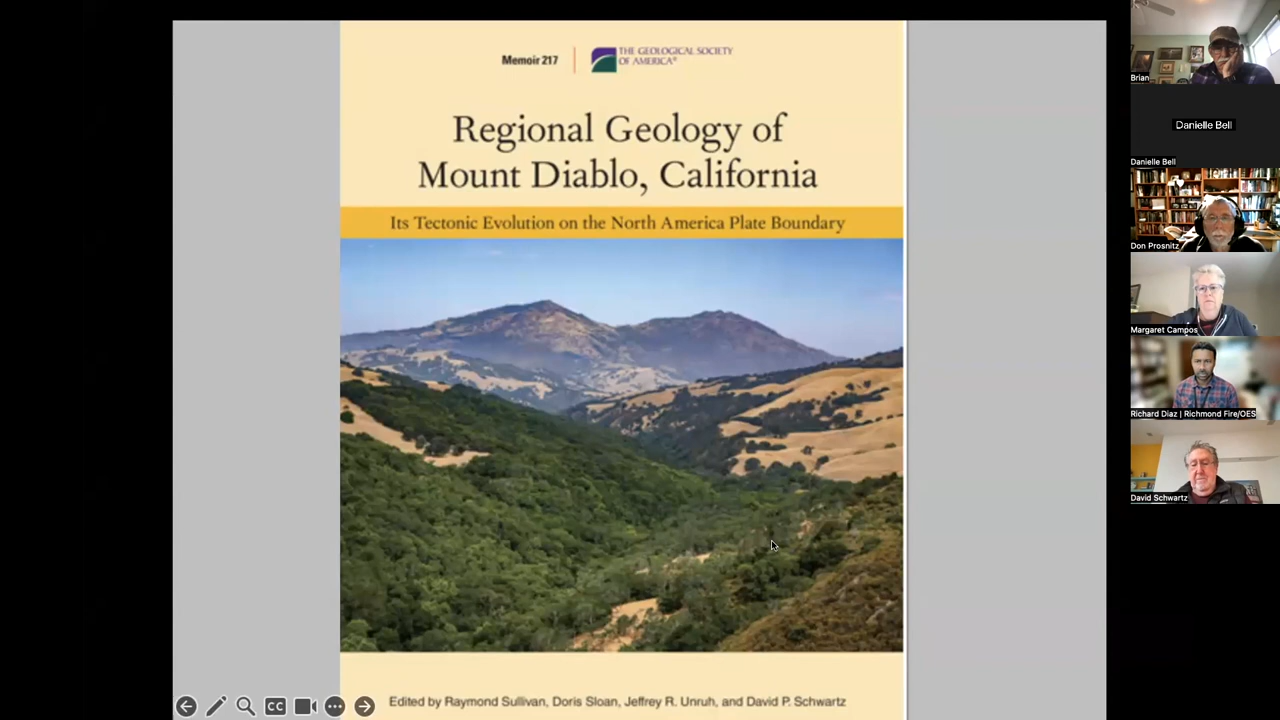 Memoir 217
THE GEOLOGICAL SOCIETY
OF AMERICA®
Regional Geology of
Mount Diablo, California
Its Tectonic Evolution on the North America Plate Boundary
Edited by Raymond Sullivan, Doris Sloan, Jeffrey R. Unruh, and David P. Schwartz
CC
Brian
Danielle Bell
Danielle Bell
Don Prosnitz
Margaret Campos
Richard Diaz | Richmond Fire/OES
David Schwartz